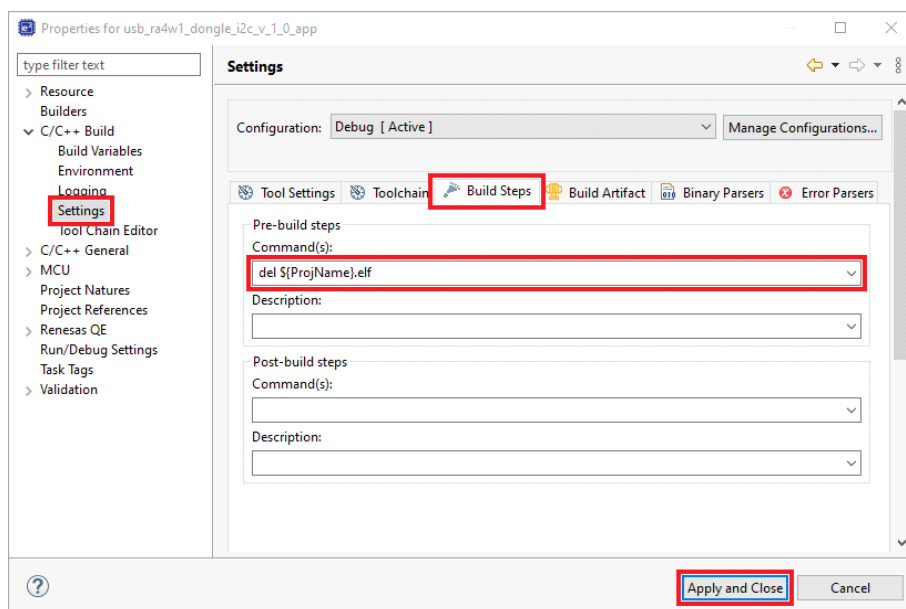 Properties for usb_ra4w1_dongle_i2c_v_1_0_app
type filter text
Resource
Builders
C/C++ Build
Build Variables
Environment
Logging
Settings
Tool Chain Editor
C/C++ General
MCU
Project Natures
Project References
Renesas QE
Run/Debug Settings
Task Tags
Validation
Settings
Configuration: Debug [ Active ] Manage Configurations...
Tool Settings Toolchain Build Steps Build Artifact Binary Parsers Error Parsers
Pre-build steps
Command(s):
del ${ProjName}.elf
Description:
Post-build steps
Command(s):
Description:
Apply and Close Cancel